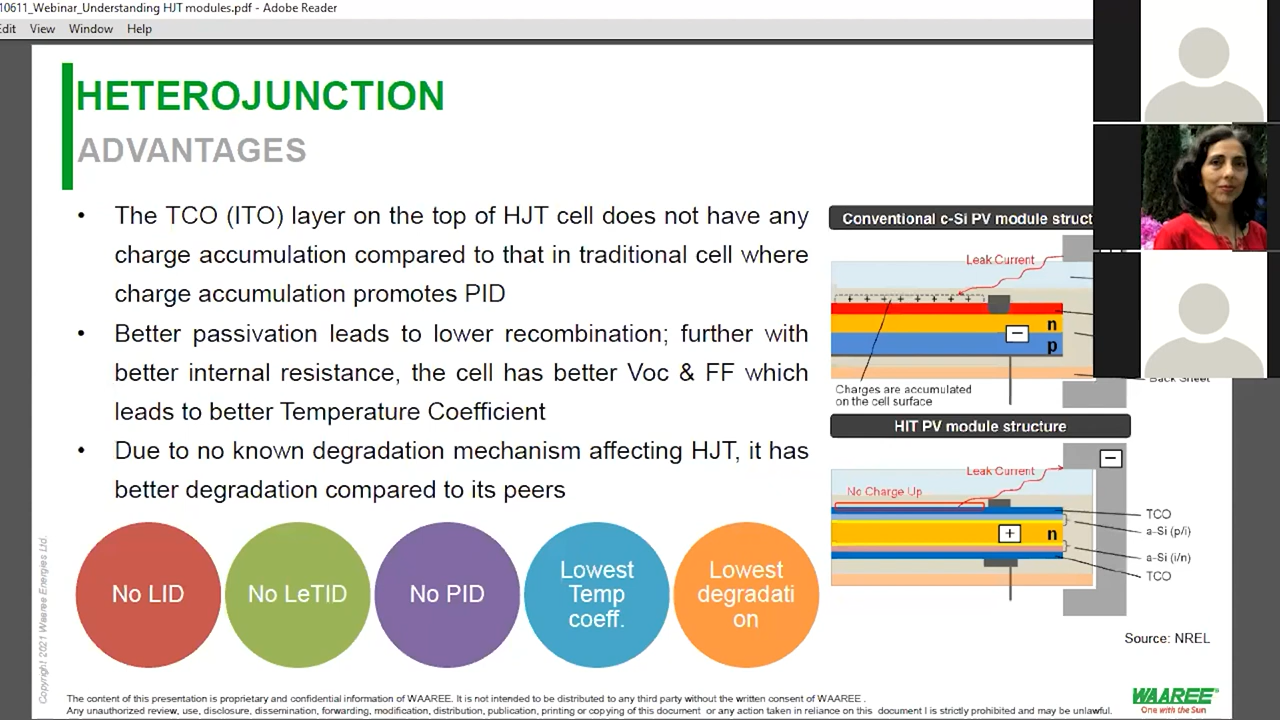 10611_Webinar_Understanding HJT modules.pdf - Adobe Reader
Edit View Window Help
HETEROJUNCTION
ADVANTAGES
• The TCO (ITO) layer on the top of HJT cell does not have any
charge accumulation compared to that in traditional cell where
charge accumulation promotes PID
• Better passivation leads to lower recombination; further with
better internal resistance, the cell has better Voc & FF which
leads to better Temperature Coefficient
• Due to no known degradation mechanism affecting HJT, it has
better degradation compared to its peers
No LID
No LeTID
No PID
Lowest
Temp
coeff.
Lowest
degradati
on
Conventional c-Si PV module struct
Leak Current
+ + + + + + + +
n
−
p
Charges are accumulated
on the cell surface
Back Sheet
HIT PV module structure
−
Leak Current
No Charge Up
TCO
a-Si (p/i)
+ n
a-Si (i/n)
TCO
Source: NREL
Copyright 2021 Waaree Energies Ltd.
The content of this presentation is proprietary and confidential information of WAAREE. It is not intended to be distributed to any third party without the written consent of WAAREE .
Any unauthorized review, use, disclosure, dissemination, forwarding, modification, distribution, publication, printing or copying of this document or any action taken in reliance on this document I is strictly prohibited and may be unlawful.
WAAREE
One with the Sun